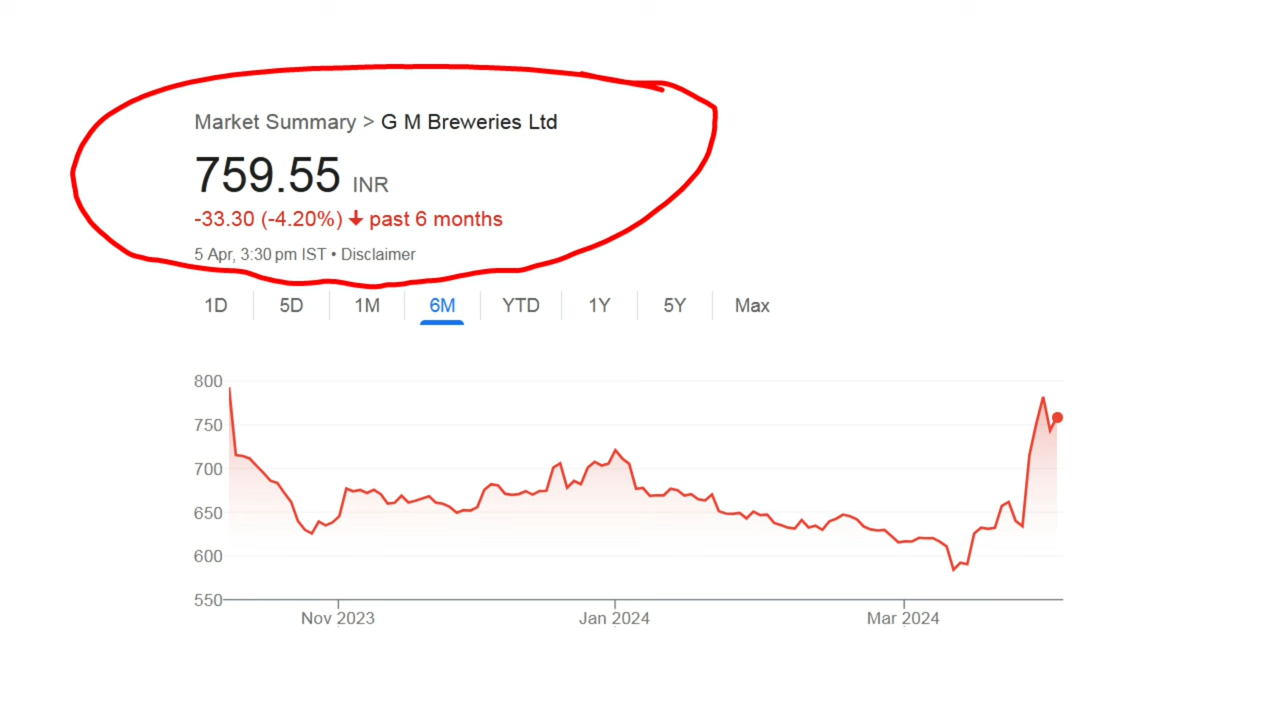 Market Summary > G M Breweries Ltd
759.55 INR
-33.30 (-4.20%) ↓ past 6 months
5 Apr, 3:30 pm IST • Disclaimer
1D 5D 1M 6M YTD 1Y 5Y Max
800
750
700
650
600
550
Nov 2023 Jan 2024 Mar 2024